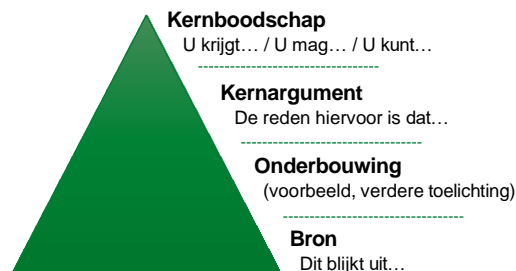 Kernboodschap
U krijgt… / U mag… / U kunt…
Kernargument
De reden hiervoor is dat…
Onderbouwing
(voorbeeld, verdere toelichting)
Bron
Dit blijkt uit…